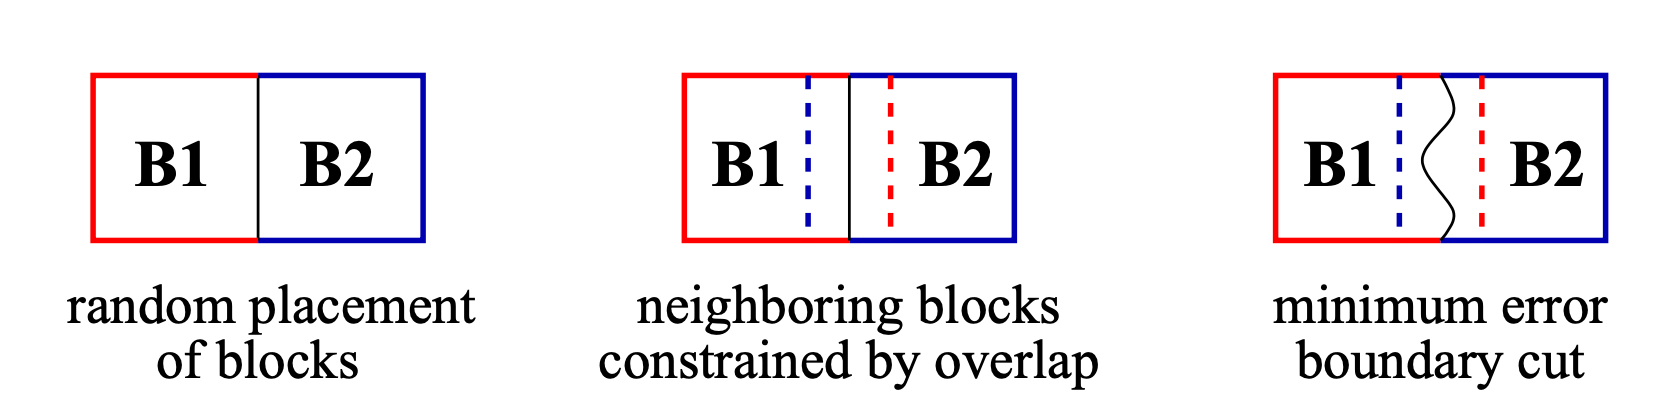 B1 B2
random placement
of blocks
B1 B2
neighboring blocks
constrained by overlap
B1 B2
minimum error
boundary cut